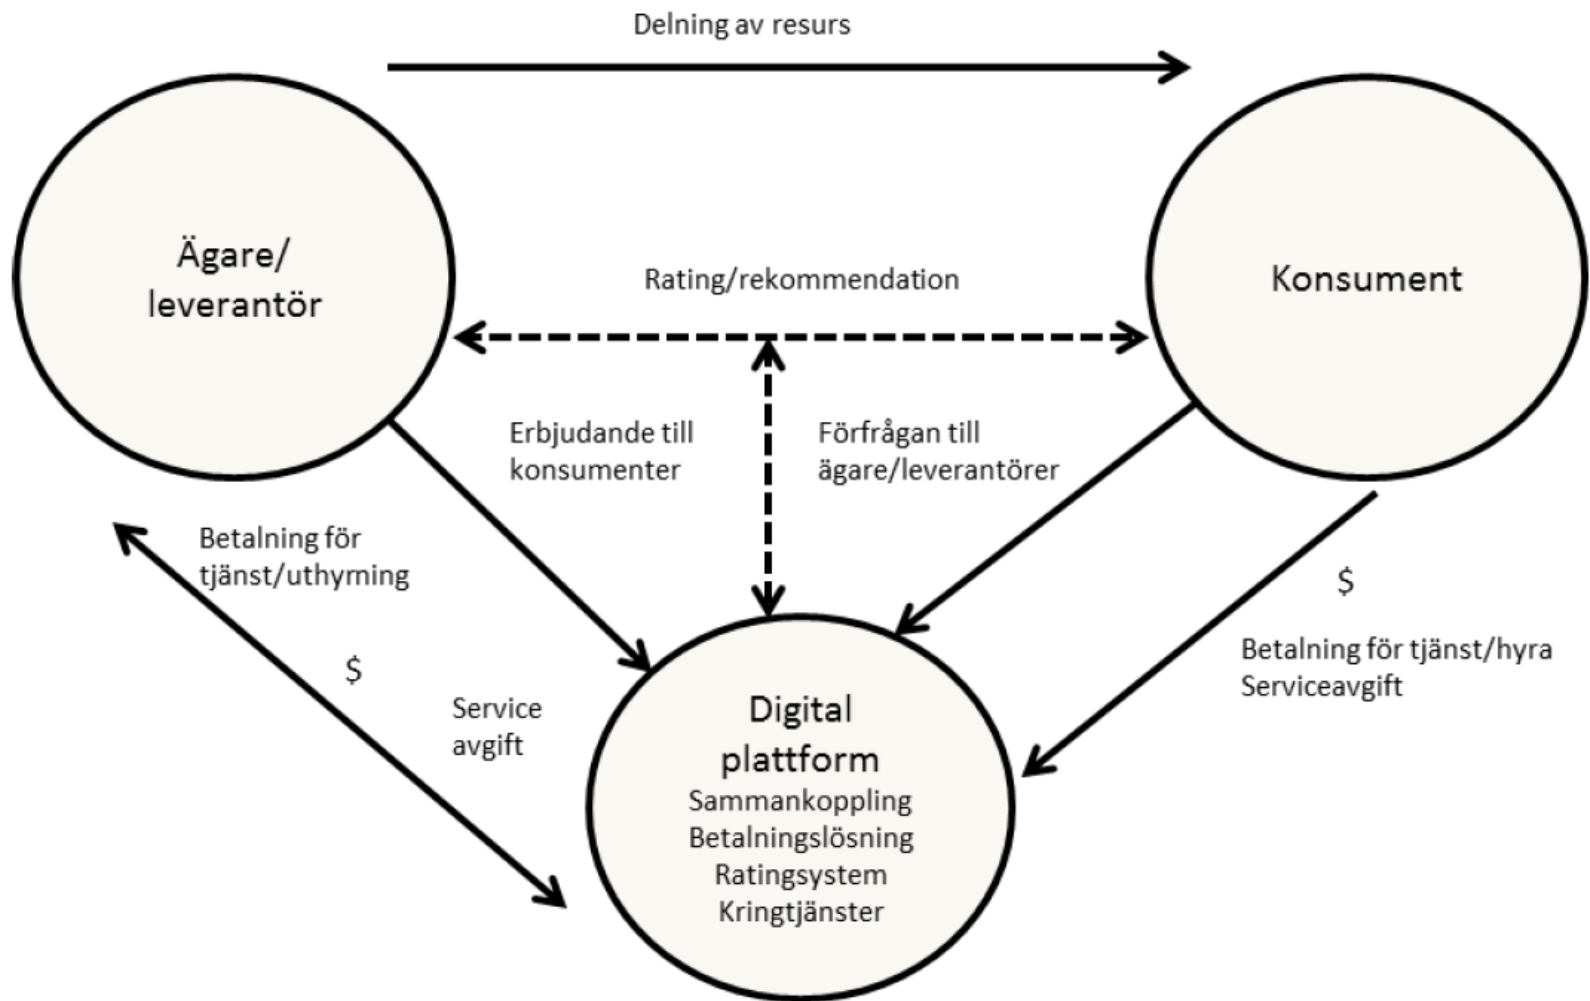 Delning av resurs
Ägare/
leverantör
Konsument
Rating/rekommendation
Erbjudande till
konsumenter
Förfrågan till
ägare/leverantörer
Betalning för
tjänst/uthyrning
$
Service
avgift
$
Betalning för tjänst/hyra
Serviceavgift
Digital
plattform
Sammankoppling
Betalningslösning
Ratingsystem
Kringtjänster